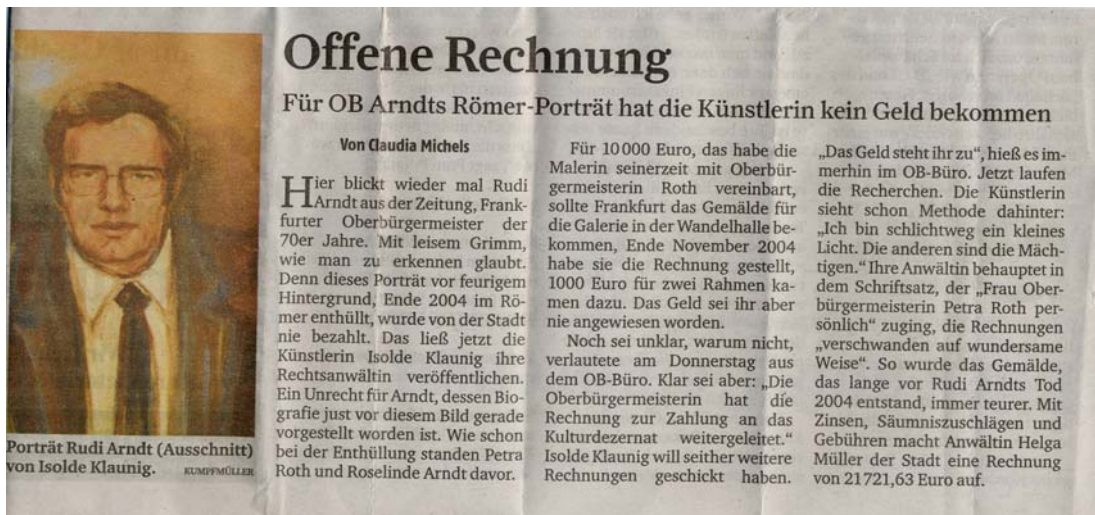 Offene Rechnung
Für OB Arndts Römer-Porträt hat die Künstlerin kein Geld bekommen
Von Claudia Michels
Hier blickt wieder mal Rudi
Arndt aus der Zeitung, Frank-
furter Oberbürgermeister der
70er Jahre. Mit leisem Grimm,
wie man zu erkennen glaubt.
Denn dieses Porträt vor feurigem
Hintergrund, Ende 2004 im Rö-
mer enthüllt, wurde von der Stadt
nie bezahlt. Das ließ jetzt die
Künstlerin Isolde Klaunig ihre
Rechtsanwältin veröffentlichen.
Ein Unrecht für Arndt, dessen Bio-
grafie just vor diesem Bild gerade
vorgestellt worden ist. Wie schon
bei der Enthüllung standen Petra
Roth und Roselinde Arndt davor.
Für 10 000 Euro, das habe die
Malerin seinerzeit mit Oberbür-
germeisterin Roth vereinbart,
sollte Frankfurt das Gemälde für
die Galerie in der Wandelhalle be-
kommen, Ende November 2004
habe sie die Rechnung gestellt,
1000 Euro für zwei Rahmen ka-
men dazu. Das Geld sei ihr aber
nie angewiesen worden.
Noch sei unklar, warum nicht,
verlautete am Donnerstag aus
dem OB-Büro. Klar sei aber: „Die
Oberbürgermeisterin hat die
Rechnung zur Zahlung an das
Kulturdezernat weitergeleitet.“
Isolde Klaunig will seither weitere
Rechnungen geschickt haben.
„Das Geld steht ihr zu“, hieß es im-
merhin im OB-Büro. Jetzt laufen
die Recherchen. Die Künstlerin
sieht schon Methode dahinter:
„Ich bin schlichtweg ein kleines
Licht. Die anderen sind die Mäch-
tigen.“ Ihre Anwältin behauptet in
dem Schriftsatz, der „Frau Ober-
bürgermeisterin Petra Roth per-
sönlich“ zuging, die Rechnungen
„verschwanden auf wundersame
Weise“. So wurde das Gemälde,
das lange vor Rudi Arndts Tod
2004 entstand, immer teurer. Mit
Zinsen, Säumniszuschlägen und
Gebühren macht Anwältin Helga
Müller der Stadt eine Rechnung
von 21 721,63 Euro auf.
Porträt Rudi Arndt (Ausschnitt)
von Isolde Klaunig. KUMPFMÜLLER